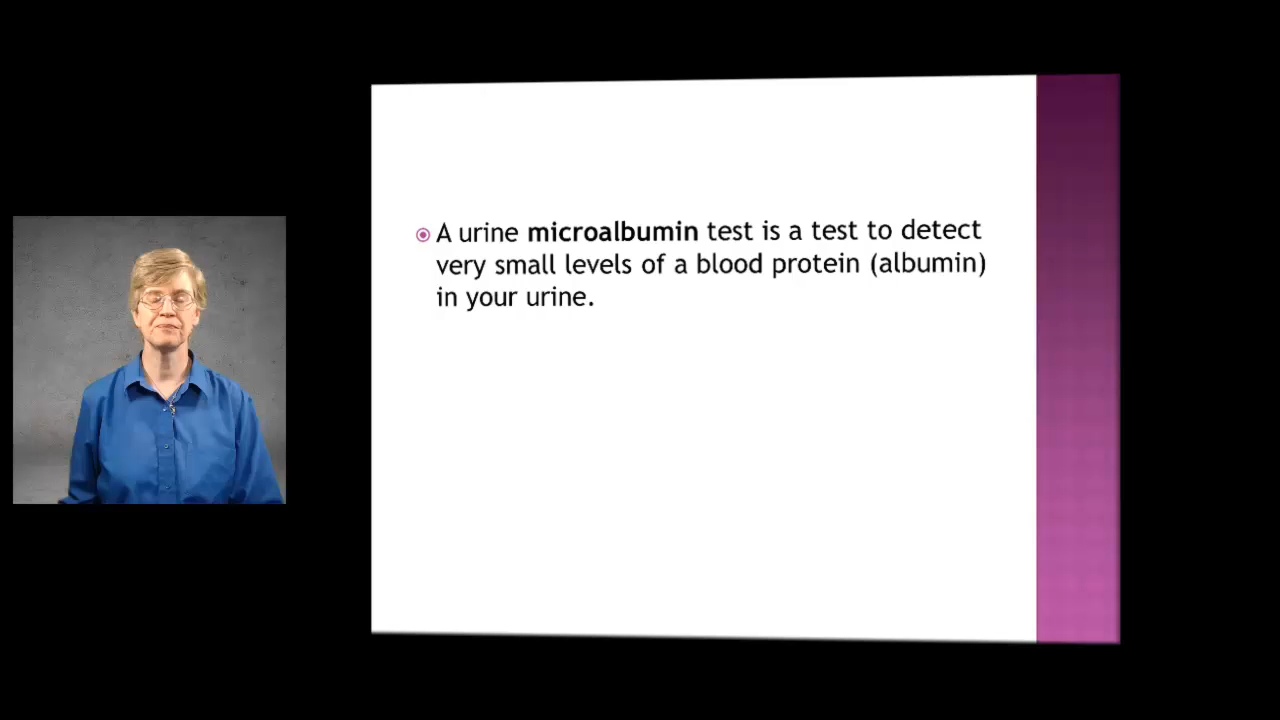 A urine microalbumin test is a test to detect
very small levels of a blood protein (albumin)
in your urine.